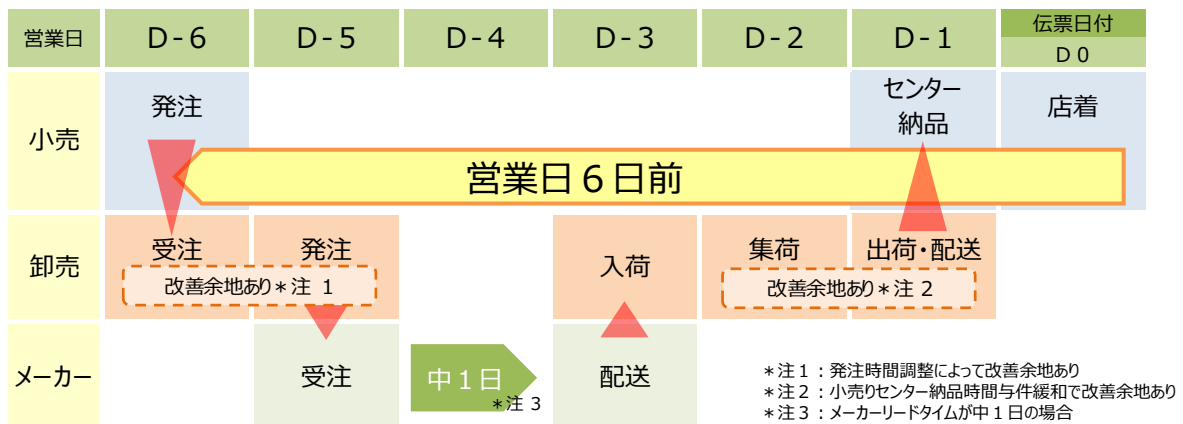 営業日 D-6 D-5 D-4 D-3 D-2 D-1 伝票日付
D0
小売 発注 センター
納品 店着
営業日6日前
卸売 受注 発注 入荷 集荷 出荷・配送
改善余地あり＊注 1 改善余地あり＊注 2
メーカー 受注 中1日 配送
＊注 3
＊注1：発注時間調整によって改善余地あり
＊注2：小売りセンター納品時間与件緩和で改善余地あり
＊注3：メーカーリードタイムが中1日の場合